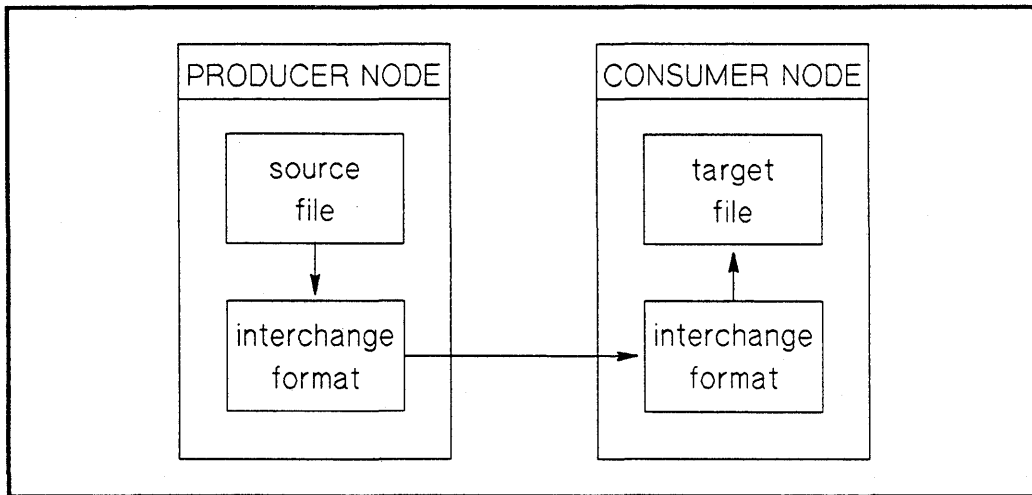 PRODUCER NODE
source
file
interchange
format
CONSUMER NODE
target
file
interchange
format